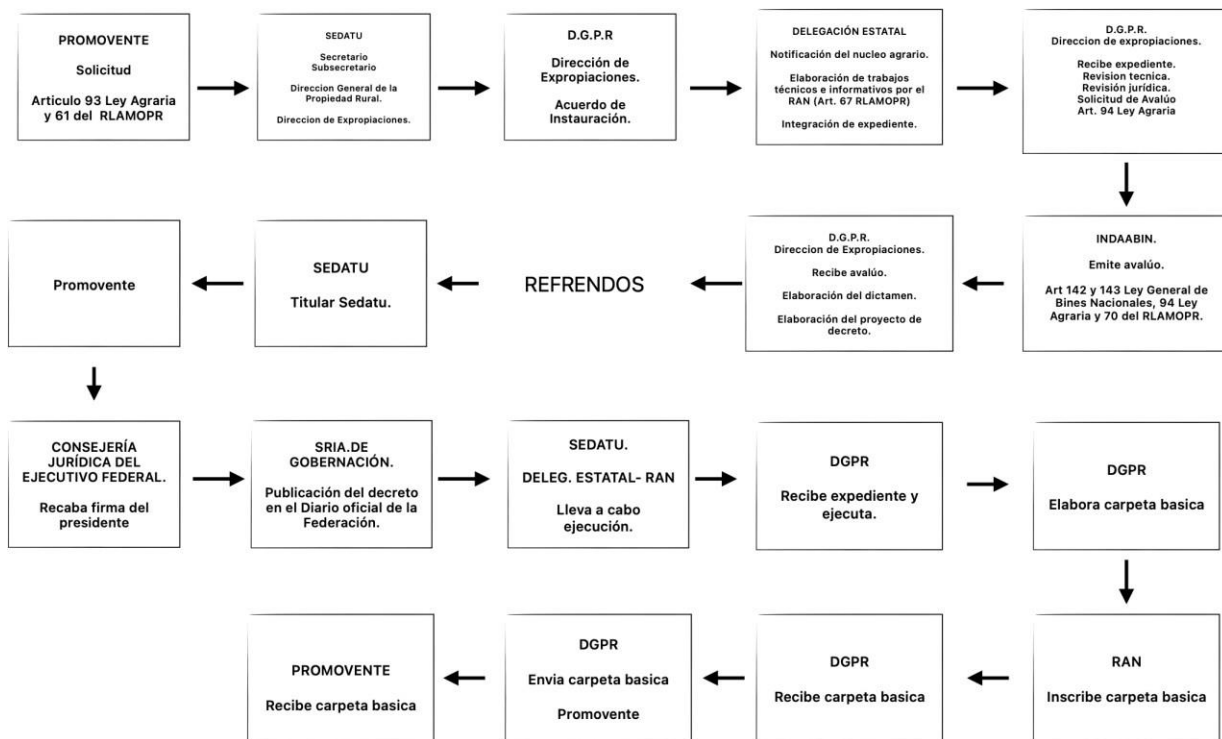 PROMOVENTE
Solicitud
Articulo 93 Ley Agraria
y 61 del RLAMOPR
SEDATU
Secretario
Subsecretario
Direccion General de la
Propiedad Rural.
Direccion de Expropiaciones.
D.G.P.R
Dirección de
Expropiaciones.
Acuerdo de
Instauración.
DELEGACIÓN ESTATAL
Notificación del nucleo agrario.
Elaboración de trabajos
técnicos e informativos por el
RAN (Art. 67 RLAMOPR)
Integración de expediente.
D.G.P.R.
Direccion de expropiaciones.
Recibe expediente.
Revision tecnica.
Revisión jurídica.
Solicitud de Avalúo
Art. 94 Ley Agraria
INDAABIN.
Emite avalúo.
Art 142 y 143 Ley General de
Bines Nacionales, 94 Ley
Agraria y 70 del RLAMOPR.
D.G.P.R.
Direccion de Expropiaciones.
Recibe avalúo.
Elaboración del dictamen.
Elaboración del proyecto de
decreto.
REFRENDOS
SEDATU
Titular Sedatu.
Promovente
CONSEJERÍA
JURÍDICA DEL
EJECUTIVO FEDERAL.
Recaba firma del
presidente
SRIA.DE
GOBERNACIÓN.
Publicación del decreto
en el Diario oficial de la
Federación.
SEDATU.
DELEG. ESTATAL- RAN
Lleva a cabo
ejecución.
DGPR
Recibe expediente y
ejecuta.
DGPR
Elabora carpeta basica
RAN
Inscribe carpeta basica
DGPR
Recibe carpeta basica
DGPR
Envia carpeta basica
Promovente
PROMOVENTE
Recibe carpeta basica